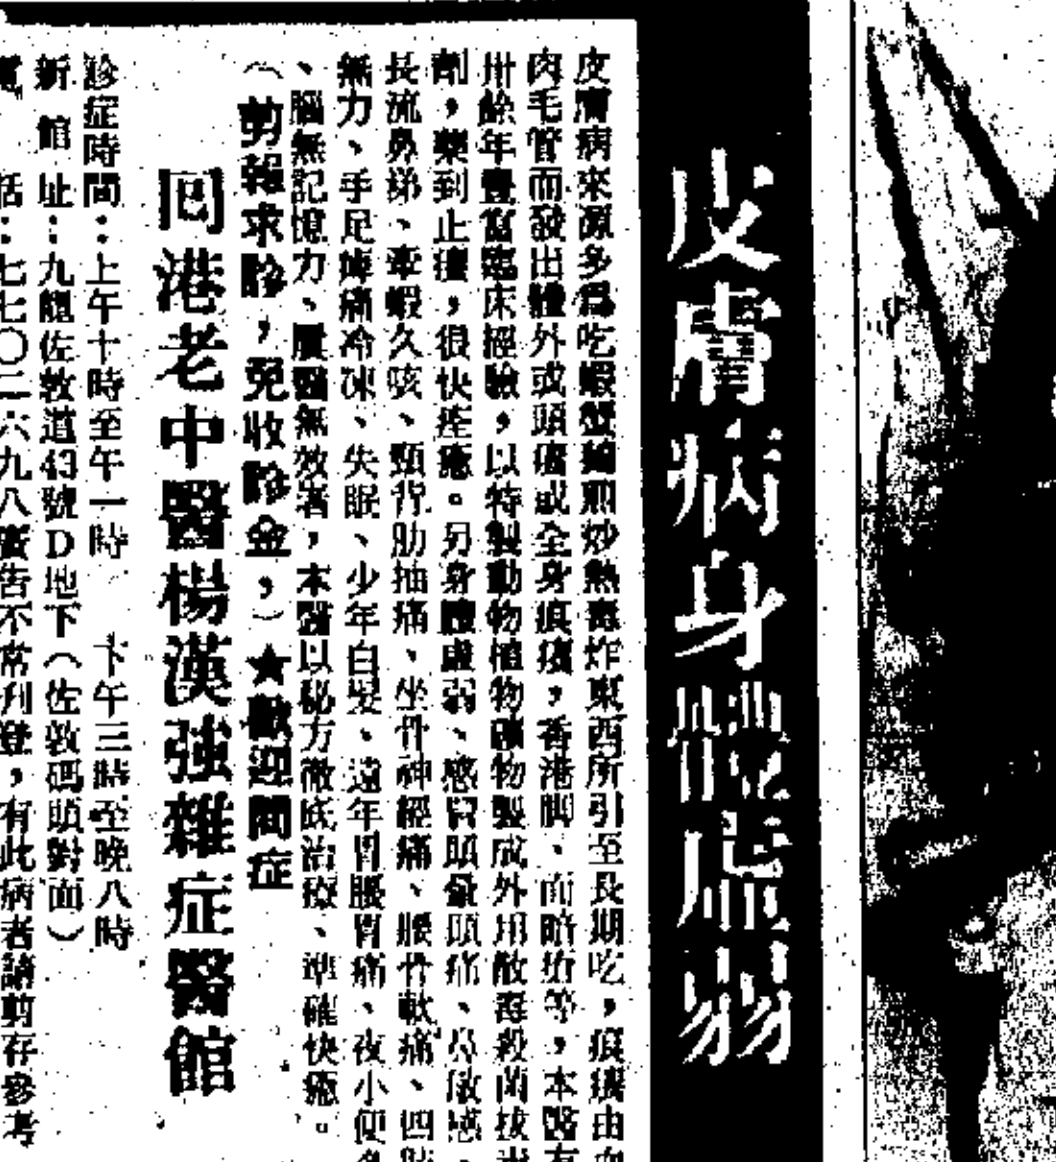 皮膚病身體虛弱
皮膚病來源多爲吃蝦蟹煎炒熱毒炸東西所引至長期吃，痕癢由血
肉毛管而發出體外或頭瘡或全身痕癢，香港脚、面暗瘡等，本醫有
卅餘年豐富臨床經驗，以特製動物植物礦物製成外用散毒殺菌拔
劑，藥到止癢，很快痊癒。另身體虛弱、感冒頭暈頭痛、鼻敏感、
長流鼻涕、牽蝦久咳、頸背肋抽痛、坐骨神經痛、腰骨軟痛、四肢
無力、手足痺痛冷凍、失眠、少年白髮、遠年胃腰胃痛、夜小便
、腦無記憶力、屢醫無效者，本醫以秘方徹底治療、準確快癒。
（剪報求診，免收診金，）★歡迎問症
囘港老中醫楊漢強雜症醫館
診症時間：上午十時至午一時 下午三時至晚八時
新館址：九龍佐敦道43號D地下（佐敦碼頭對面）
電話：七七〇二六九八廣告不常刋登，有此病者請剪存參考